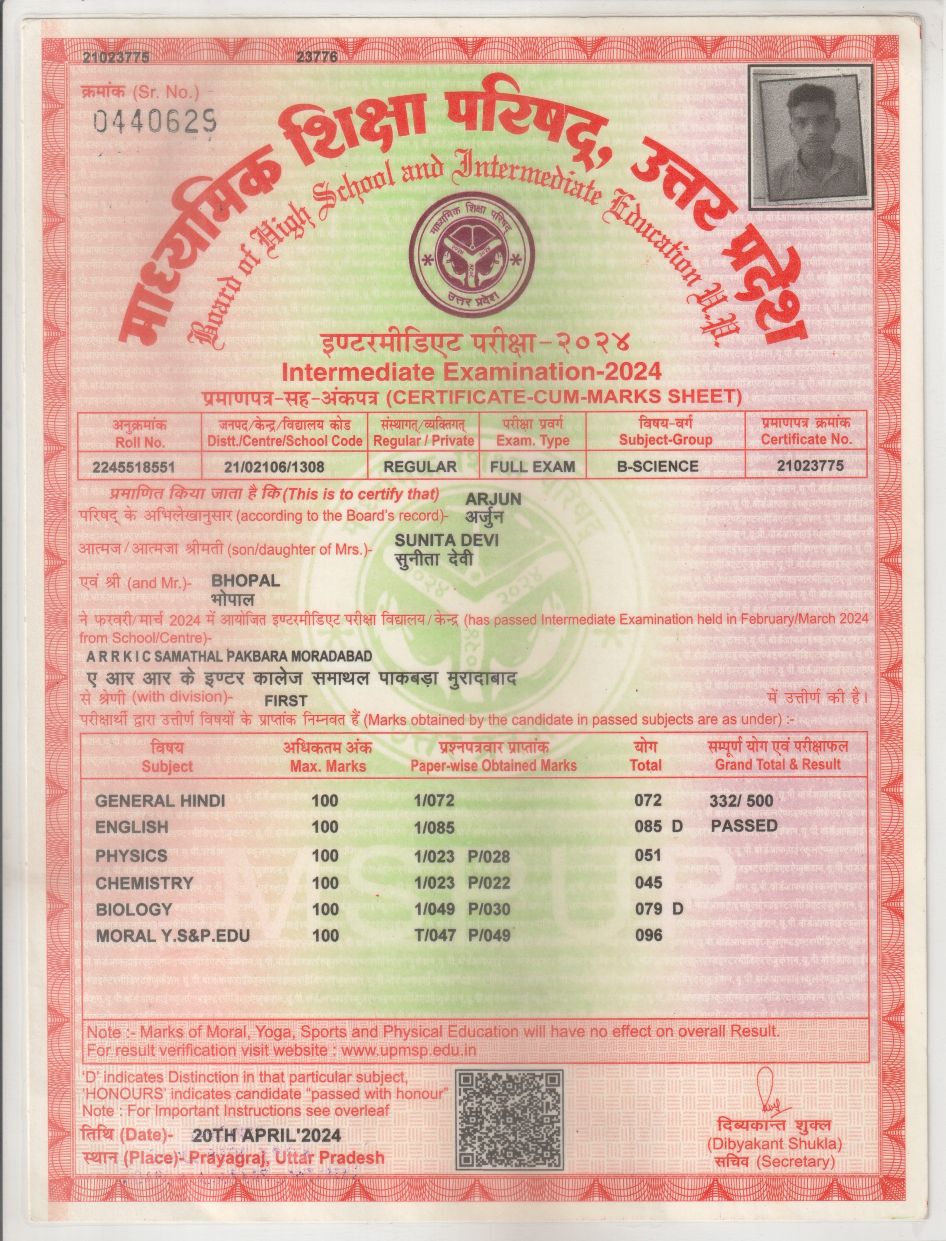 21023775 23776
क्रमांक (Sr. No.)
0440629
माध्यमिक शिक्षा परिषद्, उत्तर प्रदेश
Board of High School and Intermediate Education U.P.
माध्यमिक शिक्षा परिषद्
उत्तर प्रदेश
इण्टरमीडिएट परीक्षा-२०२४
Intermediate Examination-2024
प्रमाणपत्र-सह-अंकपत्र (CERTIFICATE-CUM-MARKS SHEET)
अनुक्रमांक जनपद/केन्द्र/विद्यालय कोड संस्थागत/व्यक्तिगत परीक्षा प्रवर्ग विषय-वर्ग प्रमाणपत्र क्रमांक
Roll No. Distt./Centre/School Code Regular / Private Exam. Type Subject-Group Certificate No.
2245518551 21/02106/1308 REGULAR FULL EXAM B-SCIENCE 21023775
प्रमाणित किया जाता है कि (This is to certify that) ARJUN
परिषद् के अभिलेखानुसार (according to the Board's record)- अर्जुन
SUNITA DEVI
आत्मज/आत्मजा श्रीमती (son/daughter of Mrs.)- सुनीता देवी
एवं श्री (and Mr.)- BHOPAL
भोपाल
ने फरवरी/मार्च 2024 में आयोजित इण्टरमीडिएट परीक्षा विद्यालय/केन्द्र (has passed Intermediate Examination held in February/March 2024
from School/Centre)-
A R R K I C SAMATHAL PAKBARA MORADABAD
ए आर आर के इण्टर कालेज समाथल पाकबड़ा मुरादाबाद
से श्रेणी (with division)- FIRST में उत्तीर्ण की है।
परीक्षार्थी द्वारा उत्तीर्ण विषयों के प्राप्तांक निम्नवत हैं (Marks obtained by the candidate in passed subjects are as under) :-
विषय अधिकतम अंक प्रश्नपत्रवार प्राप्तांक योग सम्पूर्ण योग एवं परीक्षाफल
Subject Max. Marks Paper-wise Obtained Marks Total Grand Total & Result
GENERAL HINDI 100 1/072 072 332/ 500
ENGLISH 100 1/085 085 D PASSED
PHYSICS 100 1/023 P/028 051
CHEMISTRY 100 1/023 P/022 045
BIOLOGY 100 1/049 P/030 079 D
MORAL Y.S&P.EDU 100 T/047 P/049 096
Note :- Marks of Moral, Yoga, Sports and Physical Education will have no effect on overall Result.
For result verification visit website : www.upmsp.edu.in
'D' indicates Distinction in that particular subject,
'HONOURS' indicates candidate "passed with honour"
Note : For Important Instructions see overleaf
तिथि (Date)- 20TH APRIL'2024
स्थान (Place)- Prayagraj, Uttar Pradesh
दिब्यकान्त शुक्ल
(Dibyakant Shukla)
सचिव (Secretary)